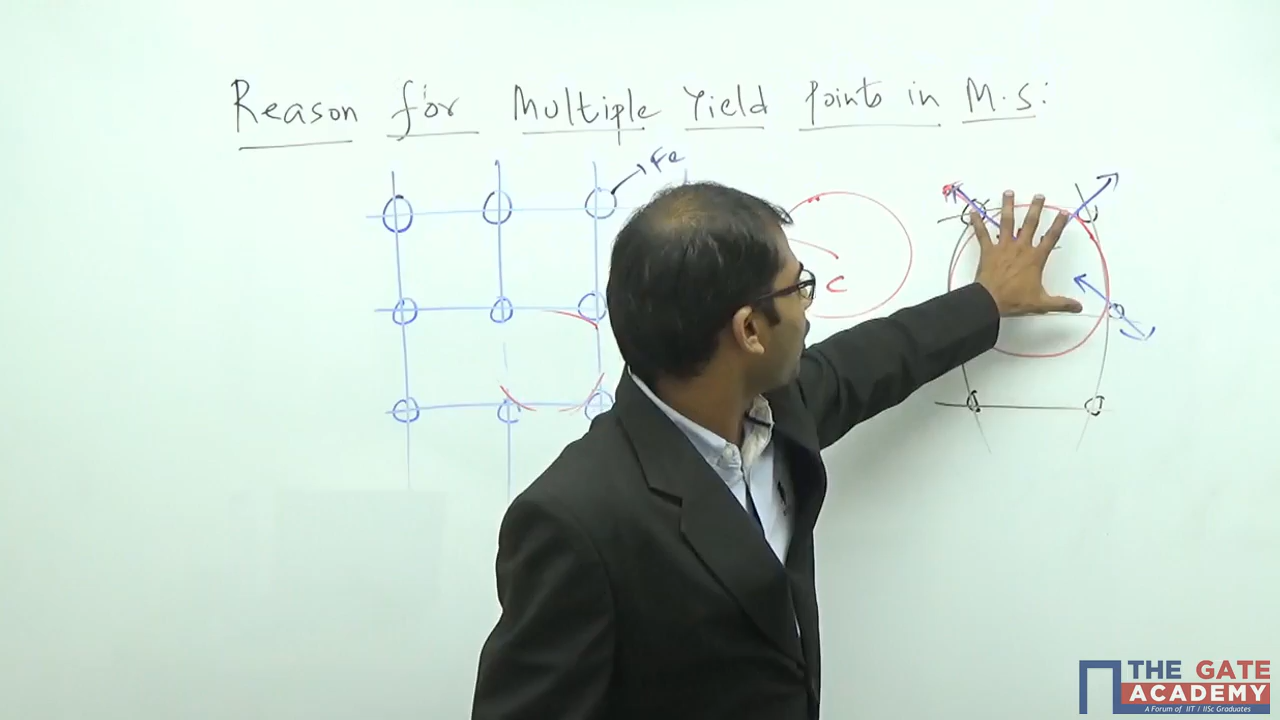 Reason for Multiple Yield Points in M.S:
Fe
C
THE GATE
ACADEMY
A Forum of IIT / IISc Graduates